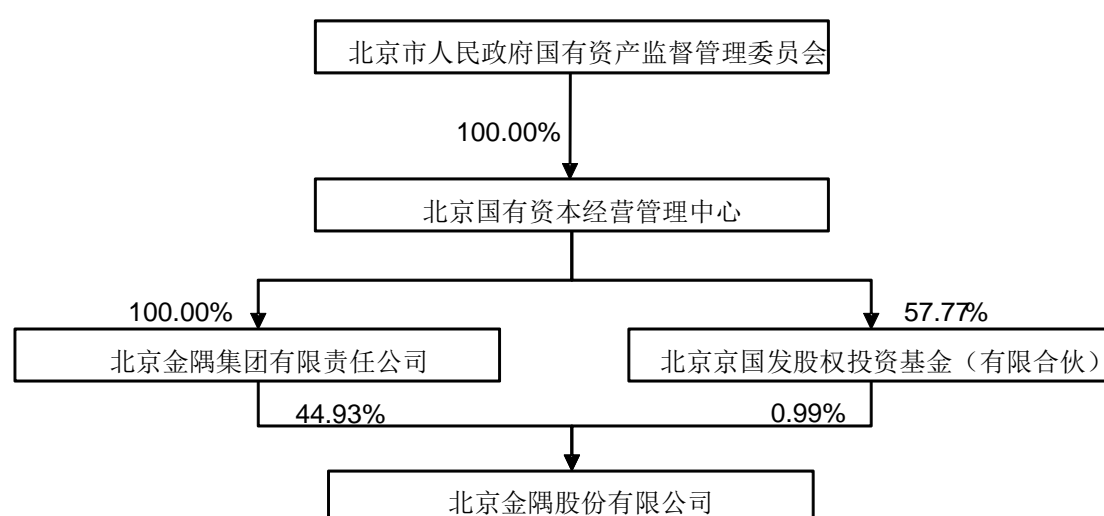 北京市人民政府国有资产监督管理委员会
100.00%
北京国有资本经营管理中心
100.00%
57.77%
北京金隅集团有限责任公司
北京京国发股权投资基金（有限合伙）
44.93%
0.99%
北京金隅股份有限公司